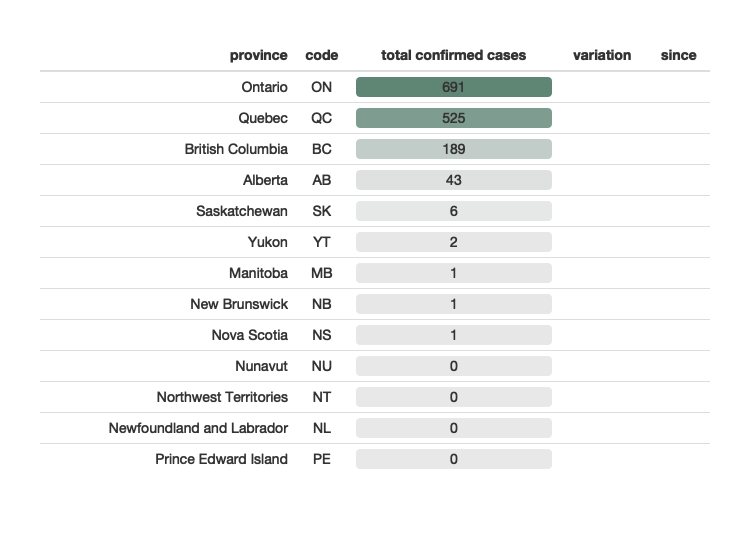 province code total confirmed cases variation since
Ontario ON 691
Quebec QC 525
British Columbia BC 189
Alberta AB 43
Saskatchewan SK 6
Yukon YT 2
Manitoba MB 1
New Brunswick NB 1
Nova Scotia NS 1
Nunavut NU 0
Northwest Territories NT 0
Newfoundland and Labrador NL 0
Prince Edward Island PE 0